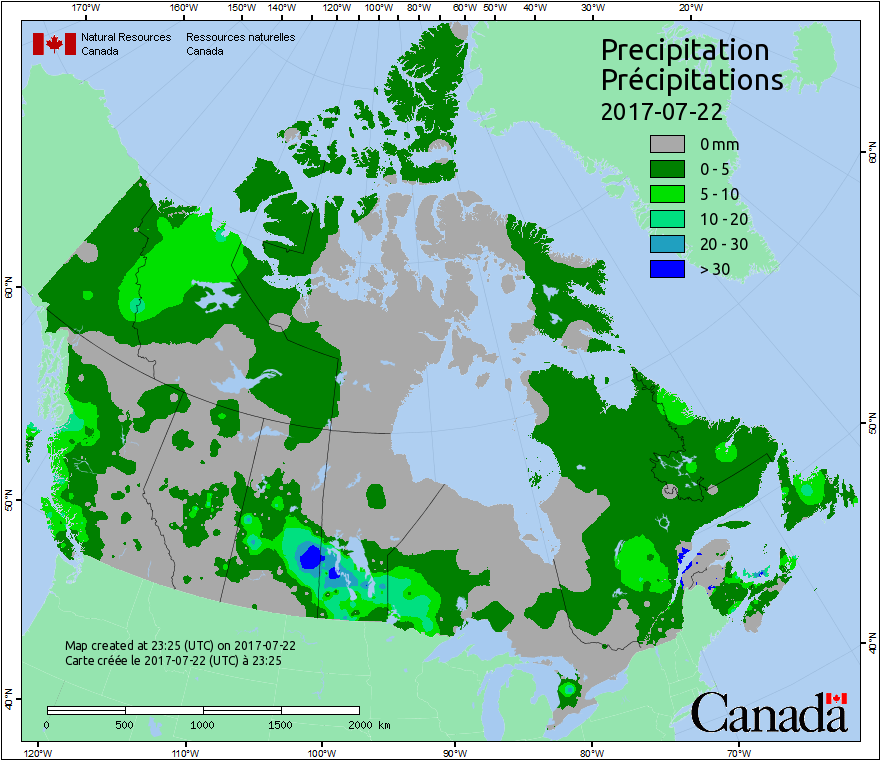 170°W 160°W 150°W 140°W 130°W 120°W 110°W 100°W 90°W 80°W 60°W 50°W 40°W 30°W 20°W
Natural Resources Ressources naturelles
Canada Canada
Precipitation
Précipitations
2017-07-22
0 mm
0 - 5
5 - 10
10 - 20
20 - 30
> 30
60°N 60°N
50°N 50°N
40°N 40°N
Map created at 23:25 (UTC) on 2017-07-22
Carte créée le 2017-07-22 (UTC) à 23:25
0 500 1000 1500 2000 km
Canada
120°W 110°W 100°W 90°W 80°W 70°W